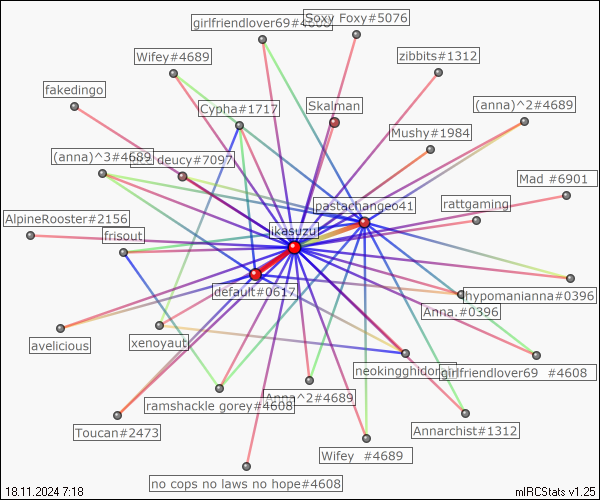 girlfriendlover69#4608
Soxy Foxy#5076
Wifey#4689
zibbits#1312
fakedingo
Cypha#1717
Skalman
(anna)^2#4689
Mushy#1984
(anna)^3#4689
deucy#7097
Mad #6901
pastachangeo41
rattgaming
AlpineRooster#2156
frisout
ikasuzu
default#0617
hypomanianna#0396
Anna.#0396
avelicious
xenoyaut
neokingghidor
girlfriendlover69 #4608
ramshackle gorey#4608
Anna^2#4689
Toucan#2473
Annarchist#1312
Wifey #4689
no cops no laws no hope#4608
18.11.2024 7:18
mIRCStats v1.25